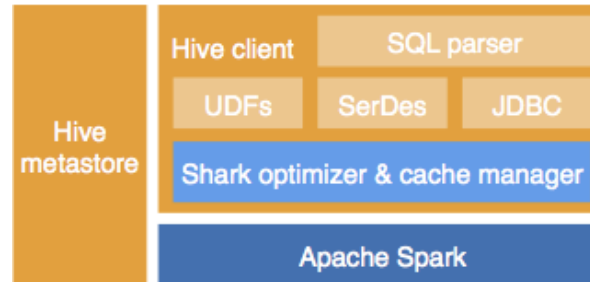 Hive
metastore
Hive client
SQL parser
UDFs
SerDes
JDBC
Shark optimizer & cache manager
Apache Spark